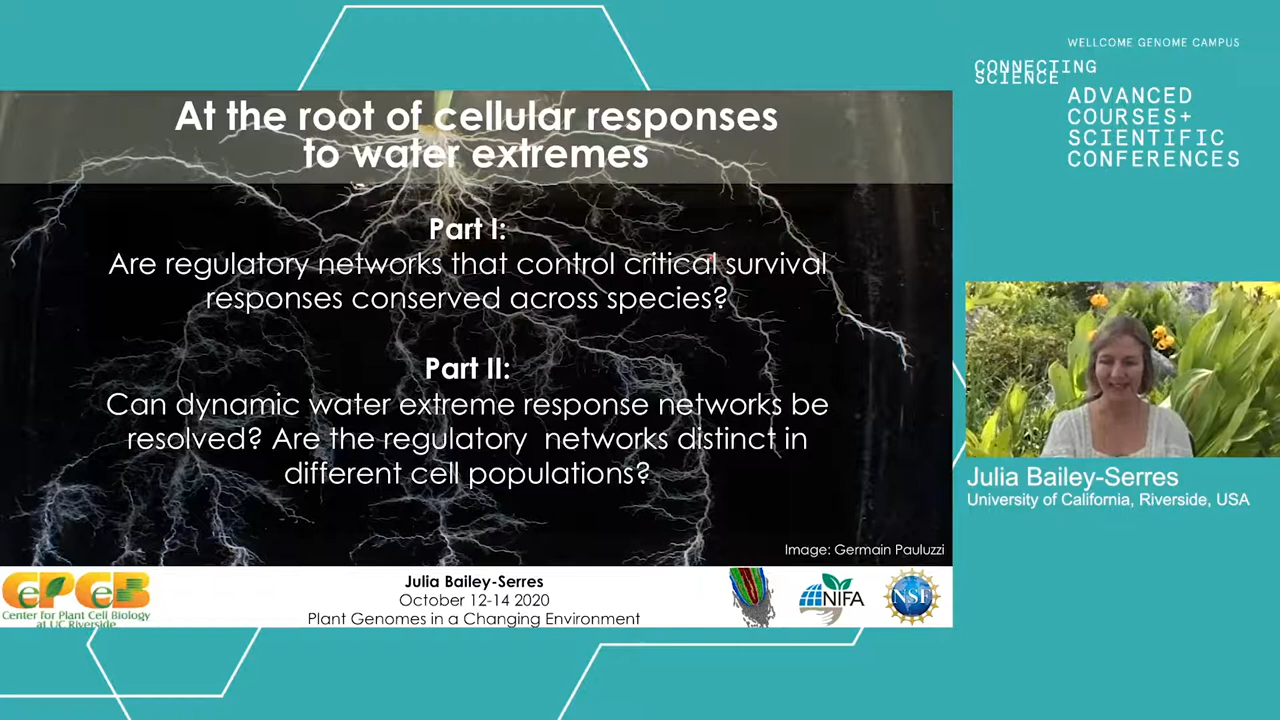 WELLCOME GENOME CAMPUS
CONNECTING
SCIENCE
ADVANCED
COURSES+
SCIENTIFIC
CONFERENCES
At the root of cellular responses
to water extremes
Part I:
Are regulatory networks that control critical survival
responses conserved across species?
Part II:
Can dynamic water extreme response networks be
resolved? Are the regulatory networks distinct in
different cell populations?
Image: Germain Pauluzzi
CEPCEB
Center for Plant Cell Biology
at UC Riverside
Julia Bailey-Serres
October 12-14 2020
Plant Genomes in a Changing Environment
NIFA
NSF
Julia Bailey-Serres
University of California, Riverside, USA